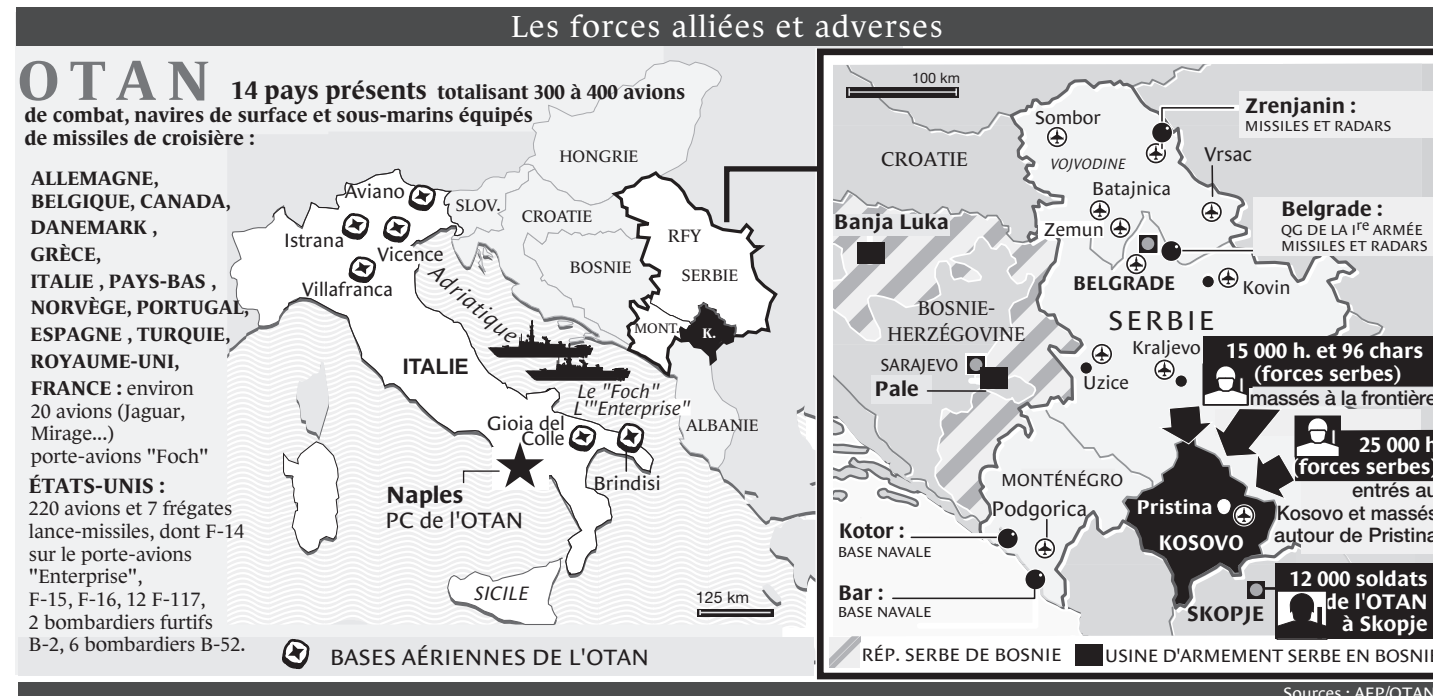 Les forces alliées et adverses
OTAN 14 pays présents totalisant 300 à 400 avions
de combat, navires de surface et sous-marins équipés
de missiles de croisière :
ALLEMAGNE,
BELGIQUE, CANADA,
DANEMARK ,
GRÈCE,
ITALIE , PAYS-BAS ,
NORVÈGE, PORTUGAL,
ESPAGNE , TURQUIE,
ROYAUME-UNI,
FRANCE : environ
20 avions (Jaguar,
Mirage...)
porte-avions "Foch"
ÉTATS-UNIS :
220 avions et 7 frégates
lance-missiles, dont F-14
sur le porte-avions
"Enterprise",
F-15, F-16, 12 F-117,
2 bombardiers furtifs
B-2, 6 bombardiers B-52.
HONGRIE
Aviano
SLOV.
CROATIE
Istrana
Vicence
RFY
BOSNIE
SERBIE
Villafranca
Adriatique
MONT.
K.
ITALIE
Le "Foch"
L'"Enterprise"
Gioia del
Colle
ALBANIE
Brindisi
Naples
PC de l'OTAN
SICILE
125 km
BASES AÉRIENNES DE L'OTAN
100 km
Sombor
Zrenjanin :
MISSILES ET RADARS
CROATIE
VOJVODINE
Vrsac
Batajnica
Banja Luka
Zemun
Belgrade :
QG DE LA Ire ARMÉE
MISSILES ET RADARS
BELGRADE
Kovin
BOSNIE-
HERZÉGOVINE
SERBIE
SARAJEVO
Kraljevo
Pale
Uzice
15 000 h. et 96 chars
(forces serbes)
massés à la frontière
25 000 h
(forces serbes)
entrés au
Kosovo et massés
autour de Pristina
MONTÉNÉGRO
Podgorica
Pristina
KOSOVO
Kotor :
BASE NAVALE
Bar :
BASE NAVALE
SKOPJE
12 000 soldats
de l'OTAN
à Skopje
RÉP. SERBE DE BOSNIE
USINE D'ARMEMENT SERBE EN BOSNIE
Sources : AFP/OTAN